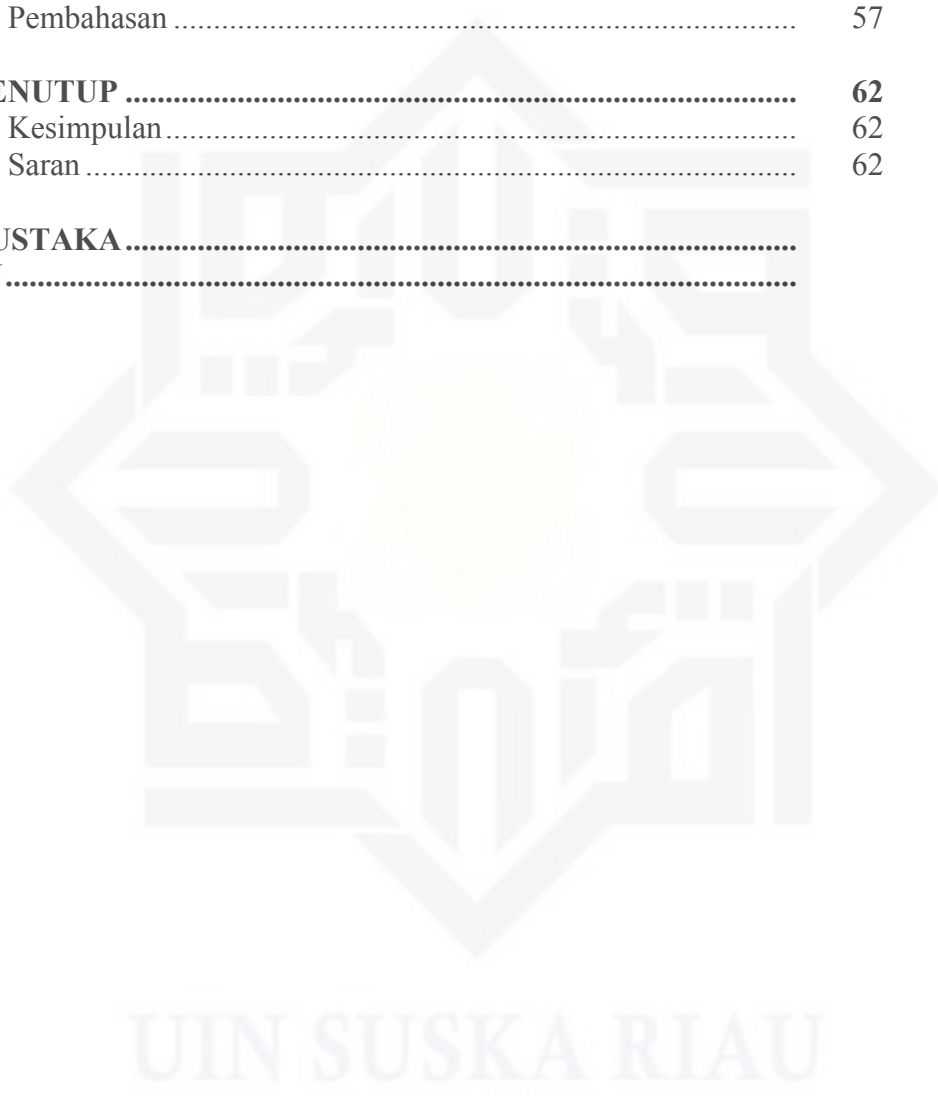 Pembahasan ............................................................................... 57
ENUTUP ..................................................................................... 62
Kesimpulan ................................................................................ 62
Saran .......................................................................................... 62
USTAKA .....................................................................................
....................................................................................................
UIN SUSKA RIAU